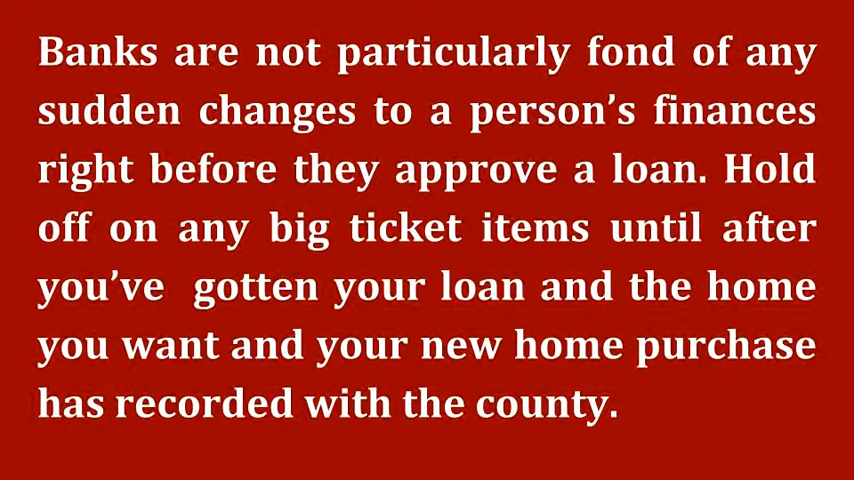 Banks are not particularly fond of any
sudden changes to a person’s finances
right before they approve a loan. Hold
off on any big ticket items until after
you’ve  gotten your loan and the home
you want and your new home purchase
has recorded with the county.